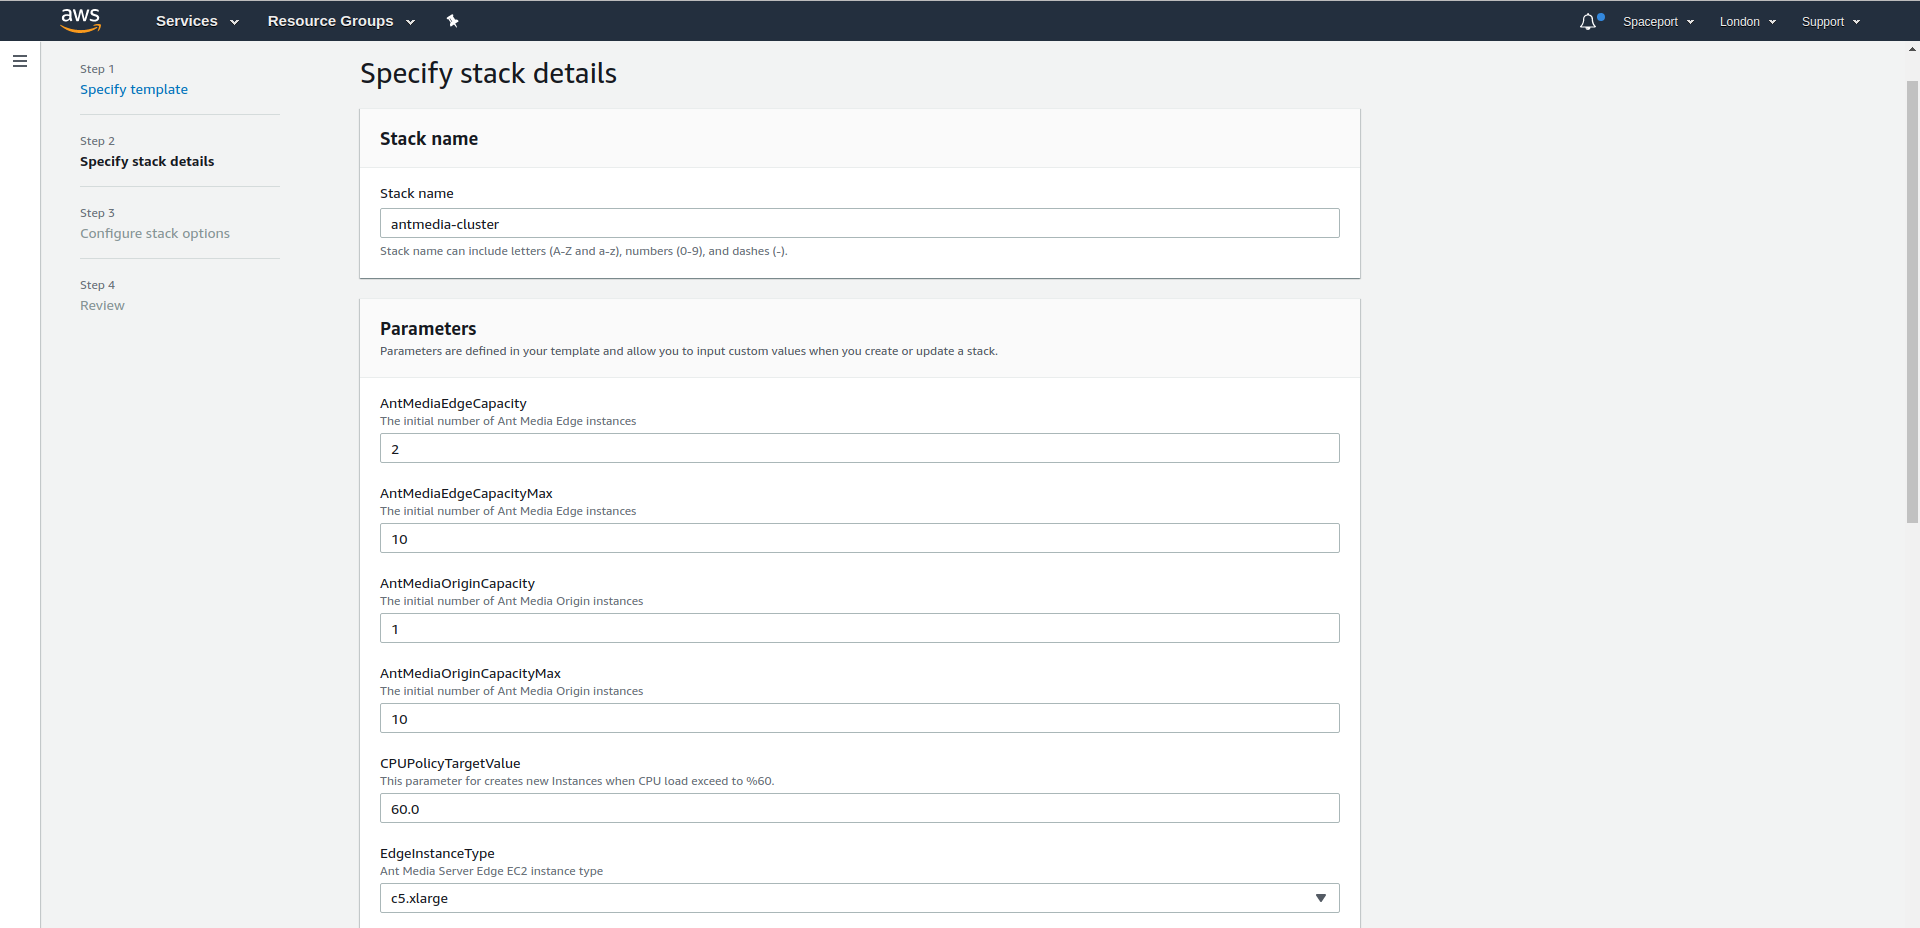 aws Services Resource Groups Spaceport London Support
Step 1
Specify template
Step 2
Specify stack details
Step 3
Configure stack options
Step 4
Review
Specify stack details
Stack name
Stack name
antmedia-cluster
Stack name can include letters (A-Z and a-z), numbers (0-9), and dashes (-).
Parameters
Parameters are defined in your template and allow you to input custom values when you create or update a stack.
AntMediaEdgeCapacity
The initial number of Ant Media Edge instances
2
AntMediaEdgeCapacityMax
The initial number of Ant Media Edge instances
10
AntMediaOriginCapacity
The initial number of Ant Media Origin instances
1
AntMediaOriginCapacityMax
The initial number of Ant Media Origin instances
10
CPUPolicyTargetValue
This parameter for creates new Instances when CPU load exceed to %60.
60.0
EdgeInstanceType
Ant Media Server Edge EC2 instance type
c5.xlarge